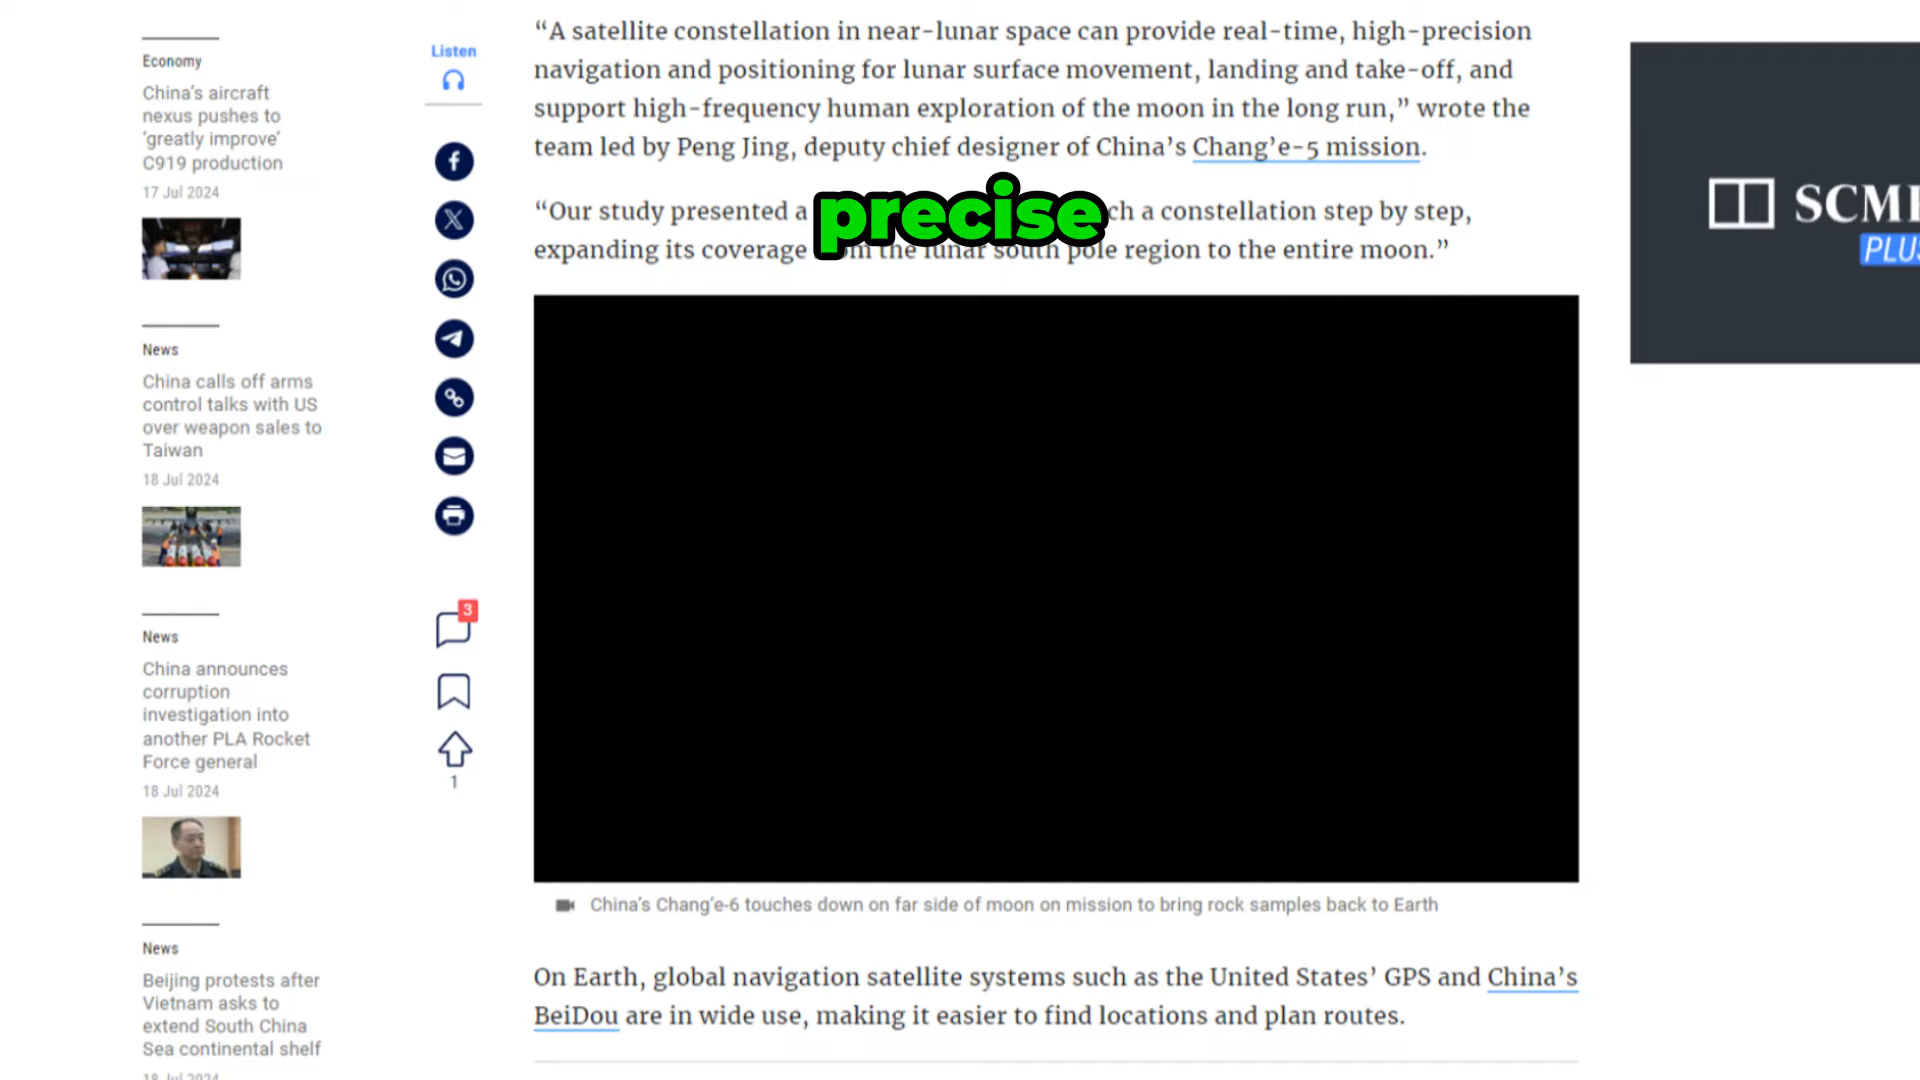 Economy
China's aircraft
nexus pushes to
‘greatly improve’
C919 production
17 Jul 2024
News
China calls off arms
control talks with US
over weapon sales to
Taiwan
18 Jul 2024
News
China announces
corruption
investigation into
another PLA Rocket
Force general
18 Jul 2024
News
Beijing protests after
Vietnam asks to
extend South China
Sea continental shelf
18 Jul 2024
Listen
3
1
“A satellite constellation in near-lunar space can provide real-time, high-precision
navigation and positioning for lunar surface movement, landing and take-off, and
support high-frequency human exploration of the moon in the long run,” wrote the
team led by Peng Jing, deputy chief designer of China’s Chang’e-5 mission.
“Our study presented a precise ch a constellation step by step,
expanding its coverage the lunar south pole region to the entire moon.”
China’s Chang’e-6 touches down on far side of moon on mission to bring rock samples back to Earth
On Earth, global navigation satellite systems such as the United States’ GPS and China’s
BeiDou are in wide use, making it easier to find locations and plan routes.
SCMP
PLUS